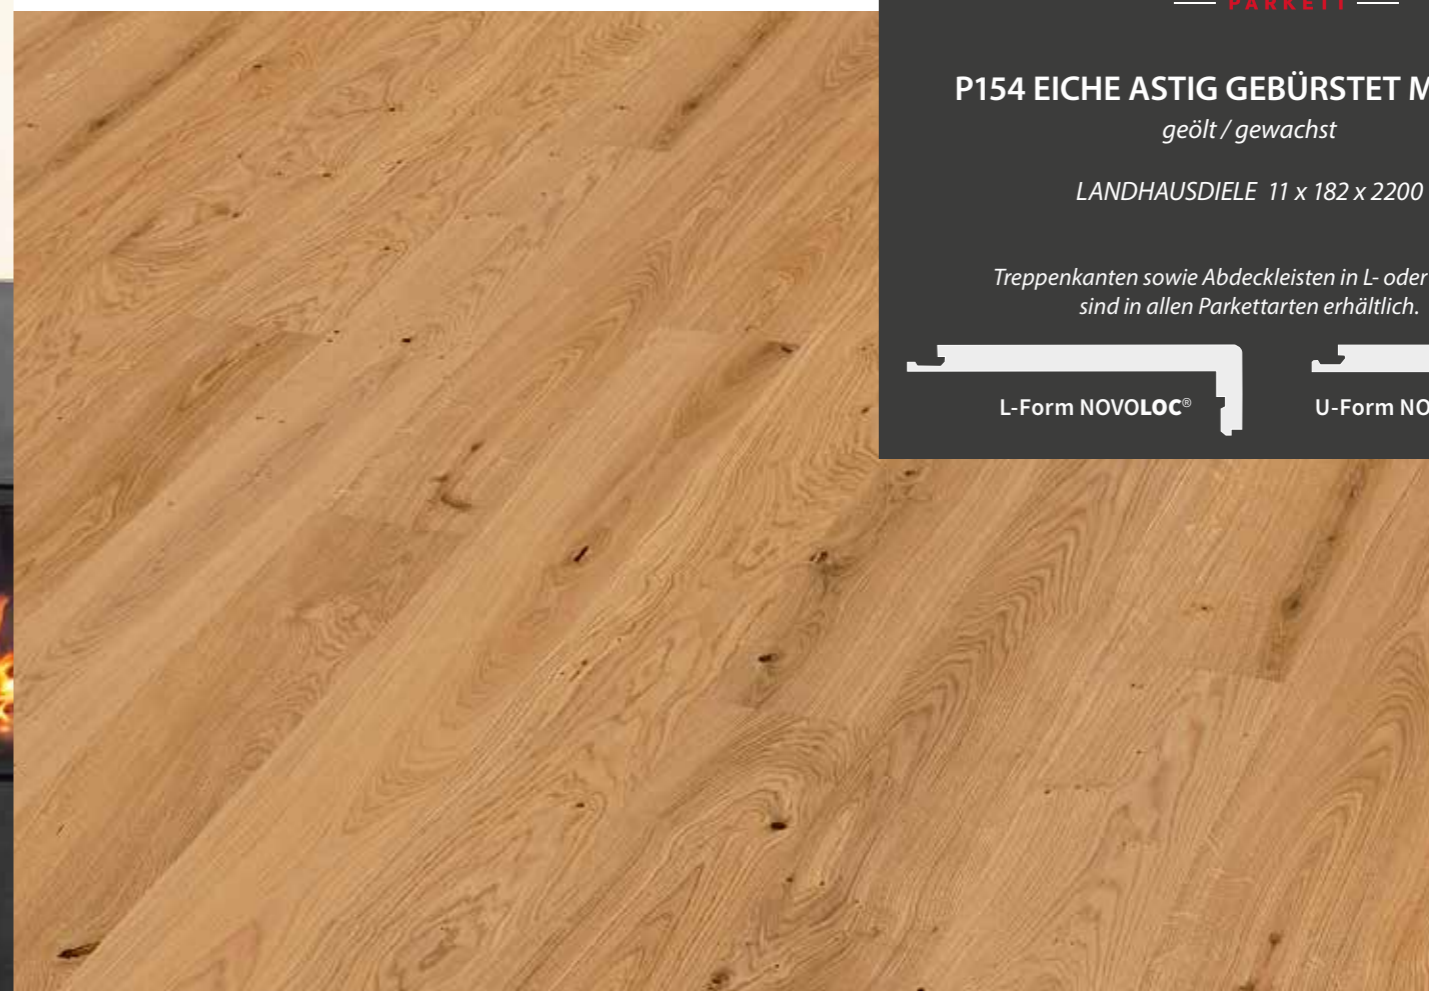 PARKETT
P154 EICHE ASTIG GEBÜRSTET
geölt / gewachst
LANDHAUSDIELE 11 x 182 x 2200
Treppenkanten sowie Abdeckleisten in L- oder
sind in allen Parkettarten erhältlich.
L-Form NOVOLOC® U-Form